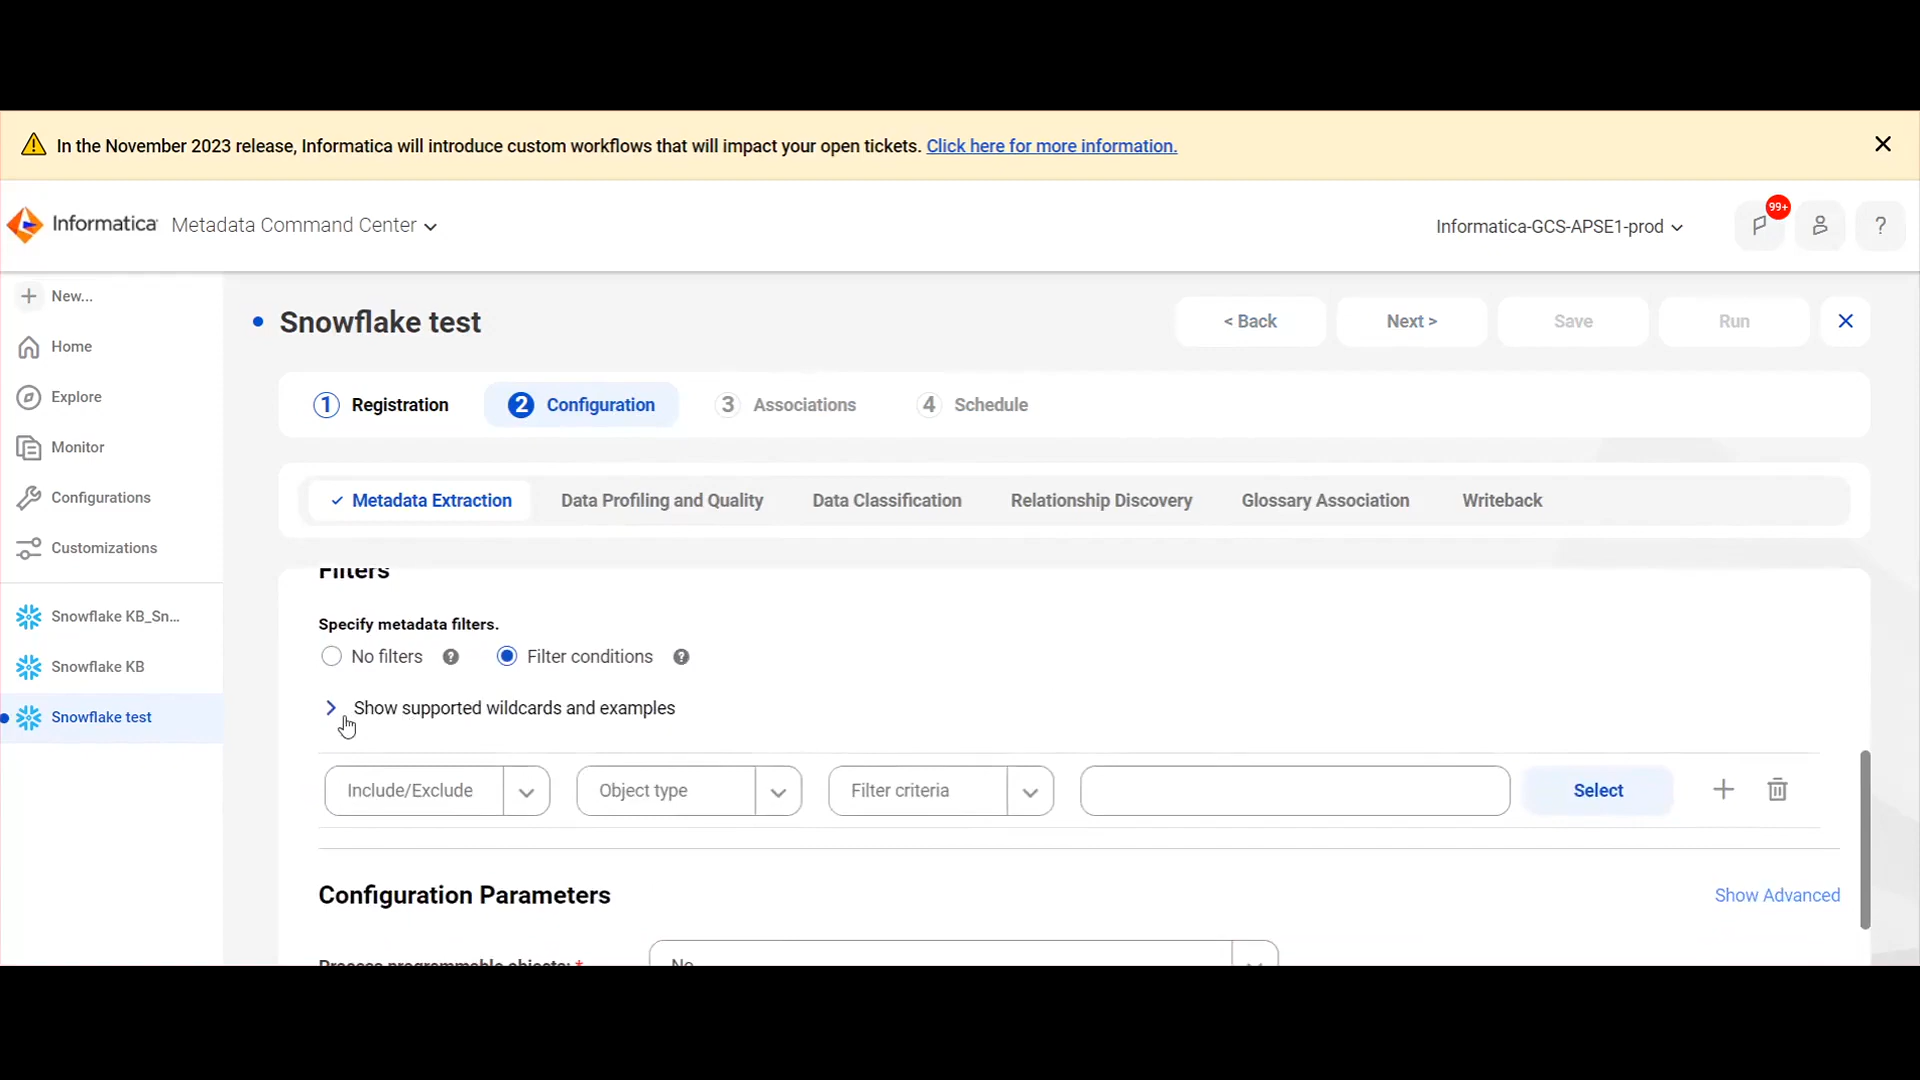 In the November 2023 release, Informatica will introduce custom workflows that will impact your open tickets. Click here for more information.
Informatica Metadata Command Center
Informatica-GCS-APSE1-prod
99+
?
New...
Home
Explore
Monitor
Configurations
Customizations
Snowflake KB_Sn...
Snowflake KB
Snowflake test
Snowflake test
< Back
Next >
Save
Run
1 Registration
2 Configuration
3 Associations
4 Schedule
Metadata Extraction
Data Profiling and Quality
Data Classification
Relationship Discovery
Glossary Association
Writeback
Filters
Specify metadata filters.
No filters ?
Filter conditions ?
Show supported wildcards and examples
Include/Exclude
Object type
Filter criteria
Select
Configuration Parameters
Show Advanced
Process programmable objects: *
No